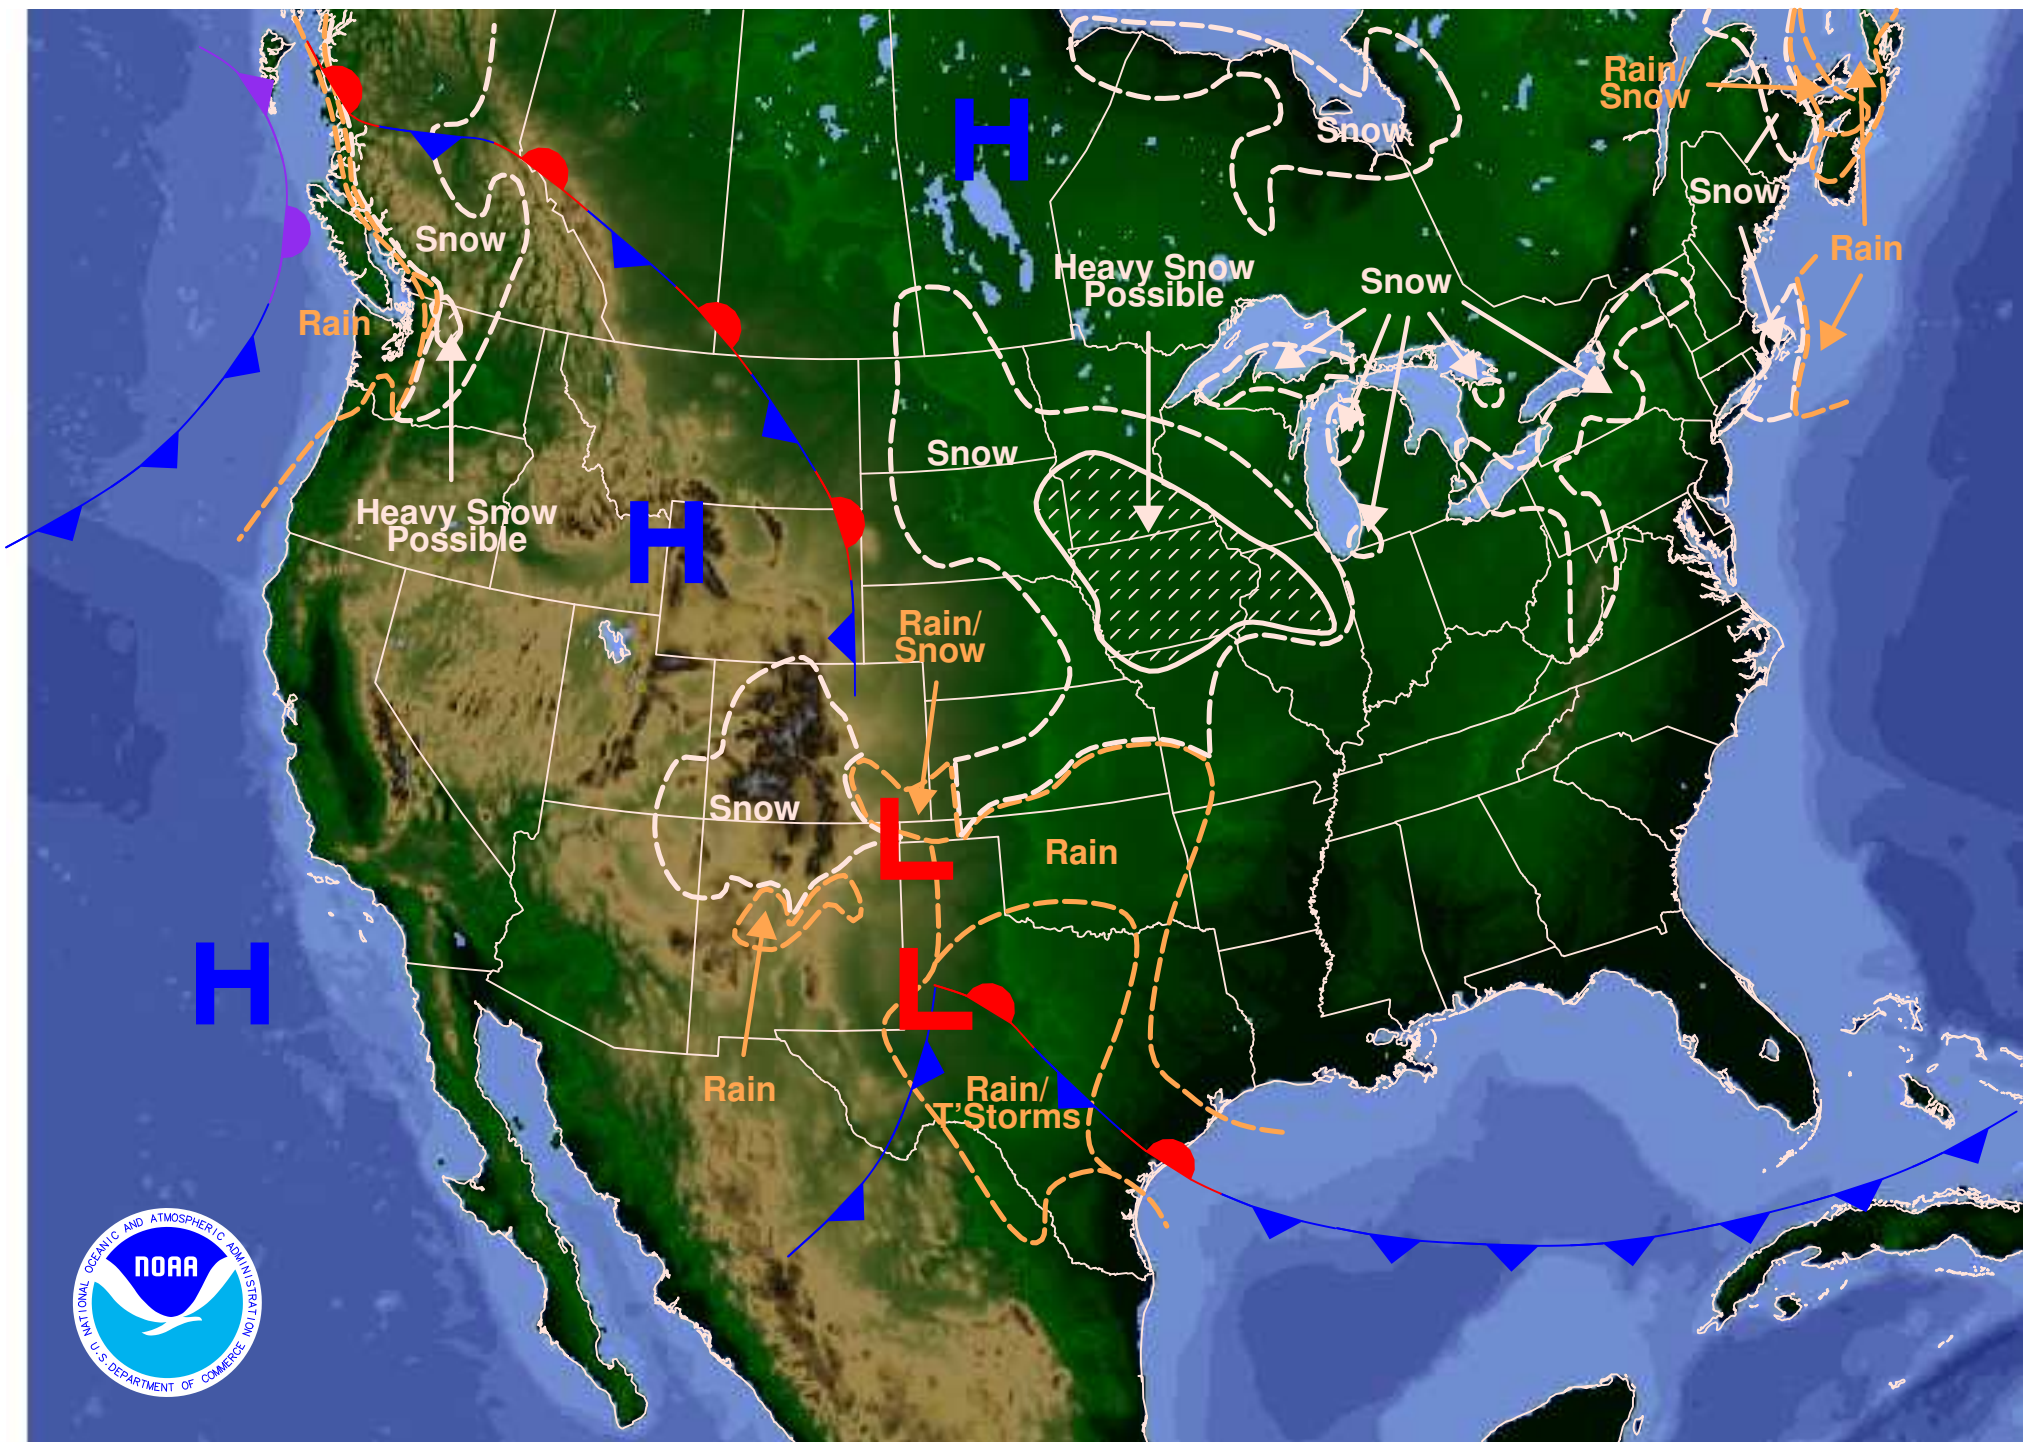 Rain/
Snow
H
Snow
Snow
Snow
Rain
Heavy Snow
Possible
Snow
Rain
Snow
Heavy Snow
Possible
H
Rain/
Snow
Snow
L
Rain
H
L
Rain
Rain/
T'Storms
NATIONAL OCEANIC AND ATMOSPHERIC ADMINISTRATION
NOAA
U.S. DEPARTMENT OF COMMERCE